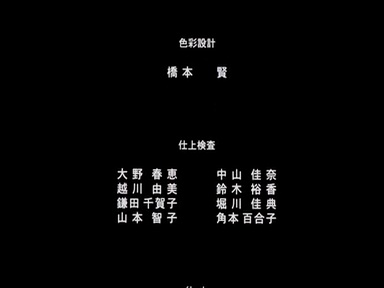 色彩設計
橋本 賢
仕上検査
大野 春恵 中山 佳奈
越川 由美 鈴木 裕香
鎌田 千賀子 堀川 佳典
山本 智子 角本 百合子